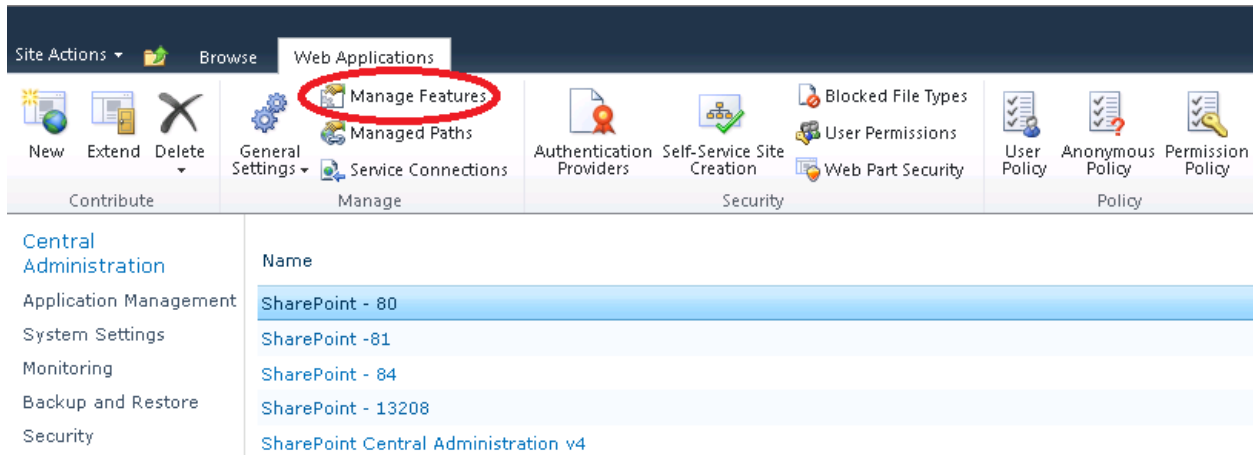 Site Actions Browse Web Applications
New Extend Delete
Contribute
General
Settings
Manage Features
Managed Paths
Service Connections
Manage
Authentication
Providers
Self-Service Site
Creation
Blocked File Types
User Permissions
Web Part Security
Security
User
Policy
Anonymous
Policy
Permission
Policy
Policy
Central
Administration
Application Management
System Settings
Monitoring
Backup and Restore
Security
Name
SharePoint - 80
SharePoint -81
SharePoint - 84
SharePoint - 13208
SharePoint Central Administration v4